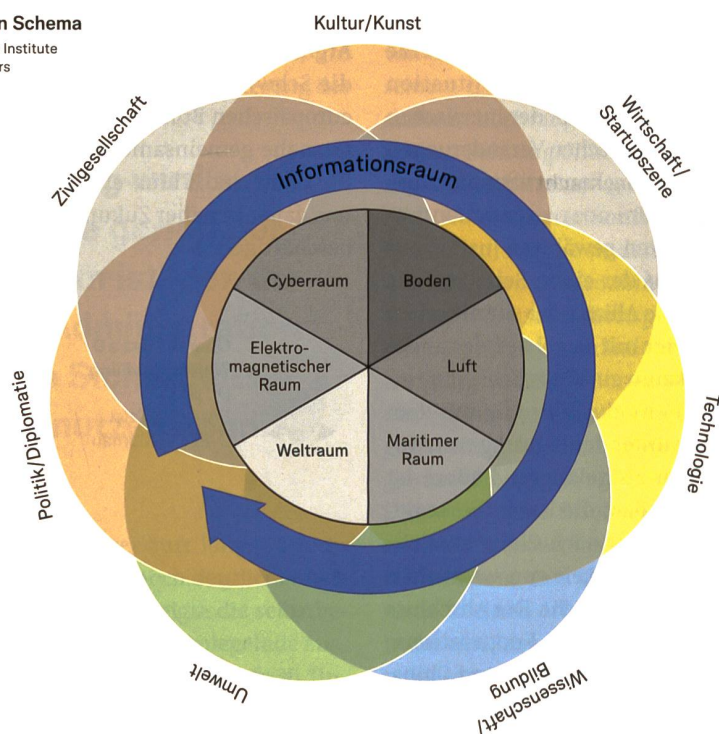 n Schema
Institute
rs
Kultur/Kunst
Wirtschaft/
Startupszene
Technologie
Wissenschaft/
Bildung
Umwelt
Politik/Diplomatie
Zivilgesellschaft
Informationsraum
Cyberraum
Boden
Luft
Maritimer
Raum
Weltraum
Elektro-
magnetischer
Raum